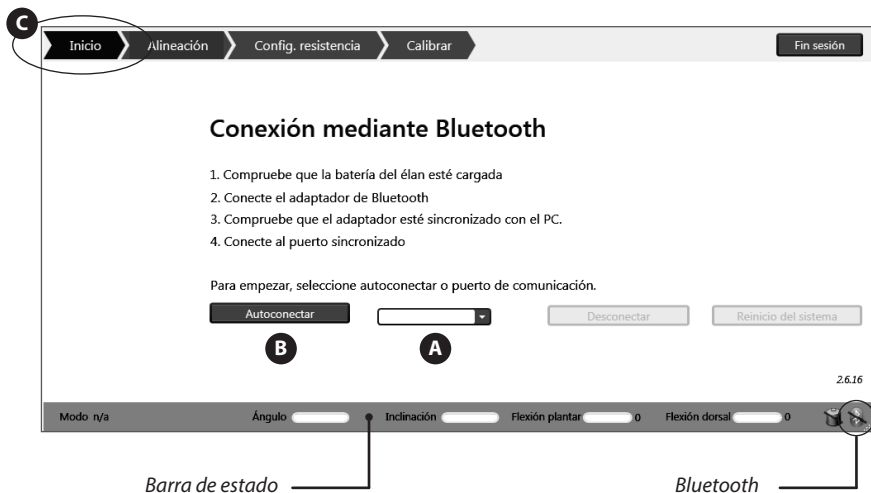 C
Inicio Alineación Config. resistencia Calibrar Fin sesión
Conexión mediante Bluetooth
1. Compruebe que la batería del élan esté cargada
2. Conecte el adaptador de Bluetooth
3. Compruebe que el adaptador esté sincronizado con el PC.
4. Conecte al puerto sincronizado
Para empezar, seleccione autoconectar o puerto de comunicación.
Autoconectar Desconectar Reinicio del sistema
B A
2.6.16
Modo n/a Ángulo Inclinación Flexión plantar 0 Flexión dorsal 0
Barra de estado Bluetooth